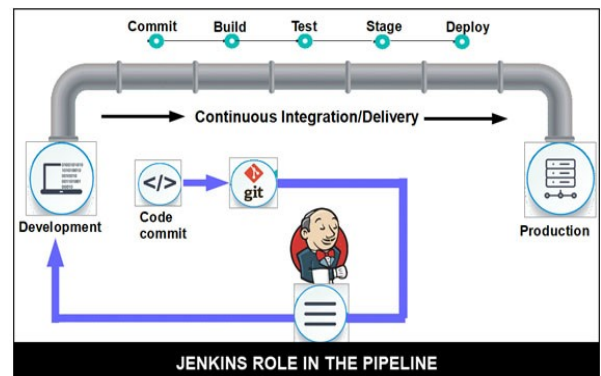 Commit Build Test Stage Deploy
Continuous Integration/Delivery
</>
git
Development
Code
commit
Production
JENKINS ROLE IN THE PIPELINE